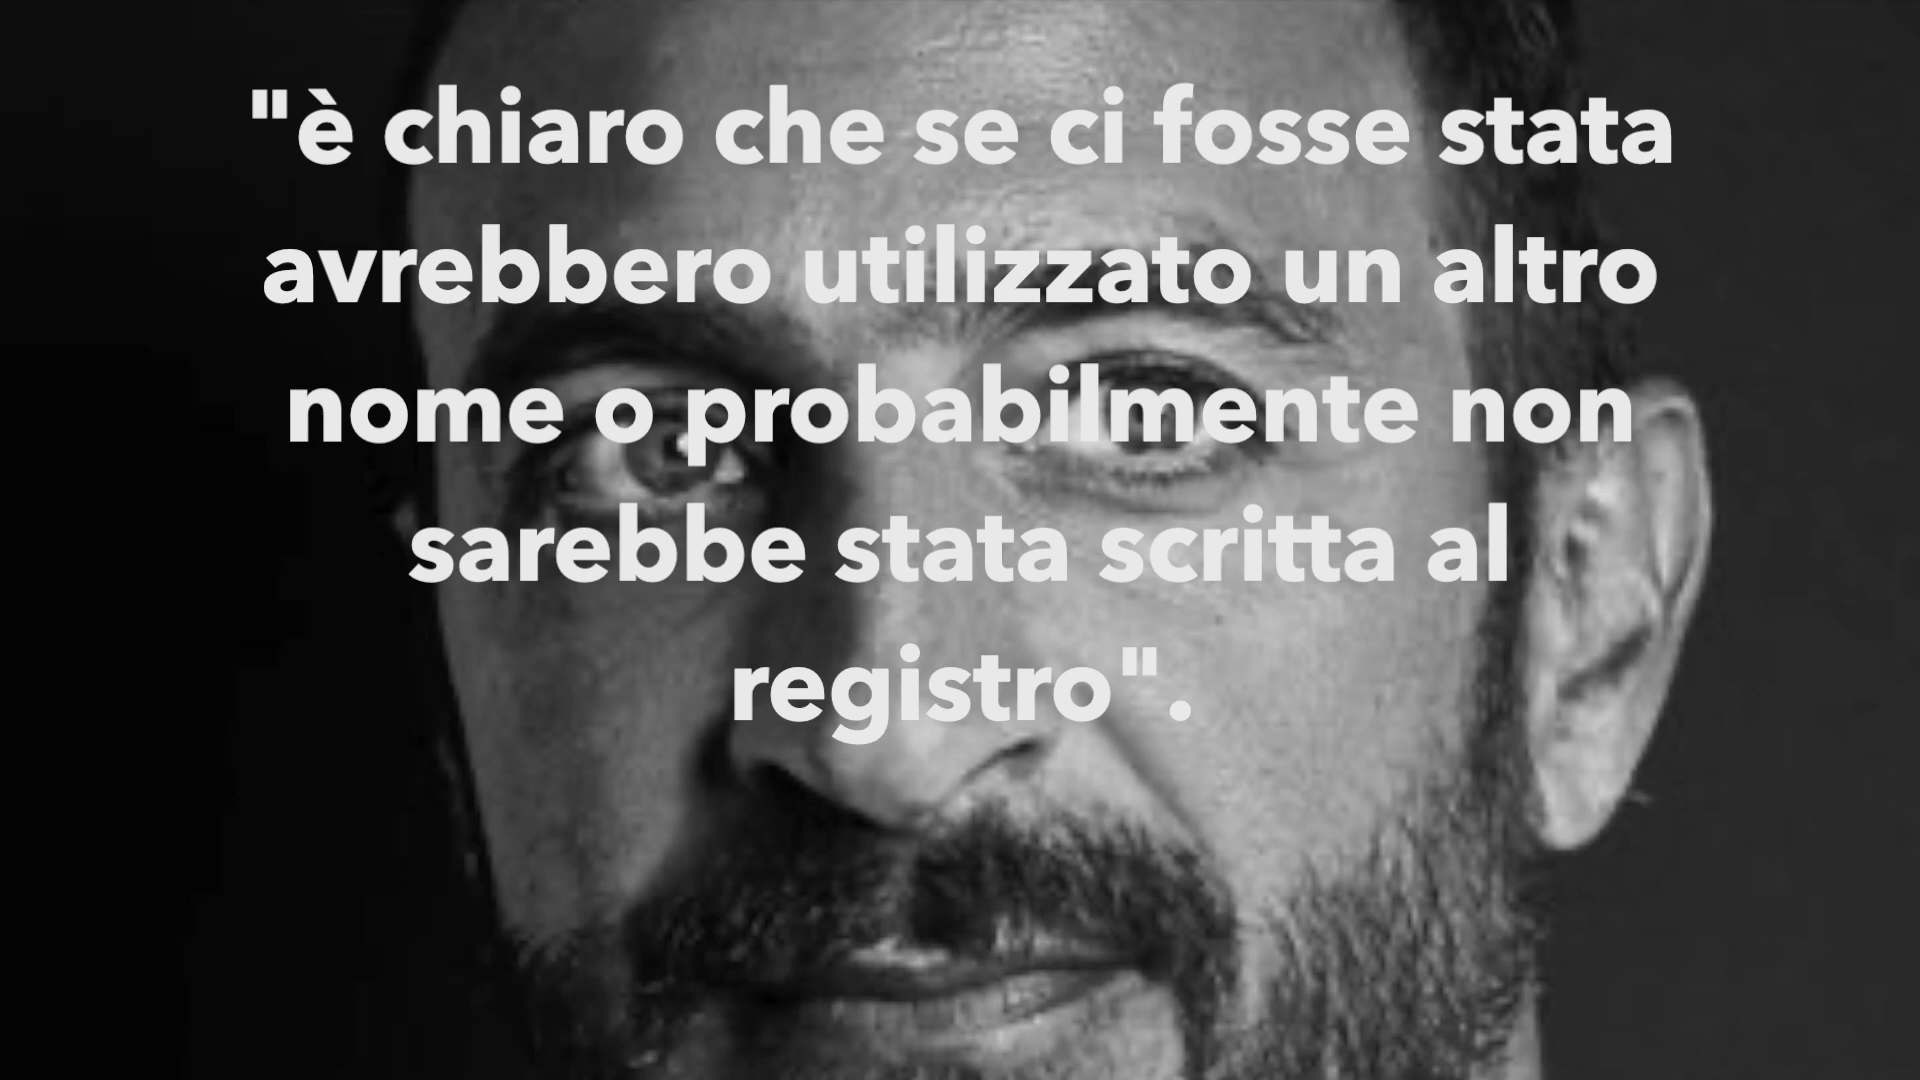 "è chiaro che se ci fosse stata
avrebbero utilizzato un altro
nome o probabilmente non
sarebbe stata scritta al
registro".